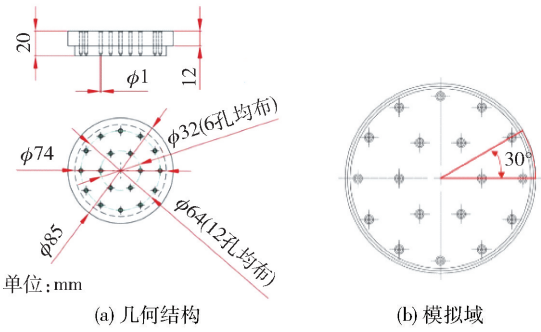 20
12
ϕ1
ϕ32(6孔均布)
ϕ74
ϕ64(12孔均布)
ϕ85
单位:mm
(a) 几何结构
30°
(b) 模拟域